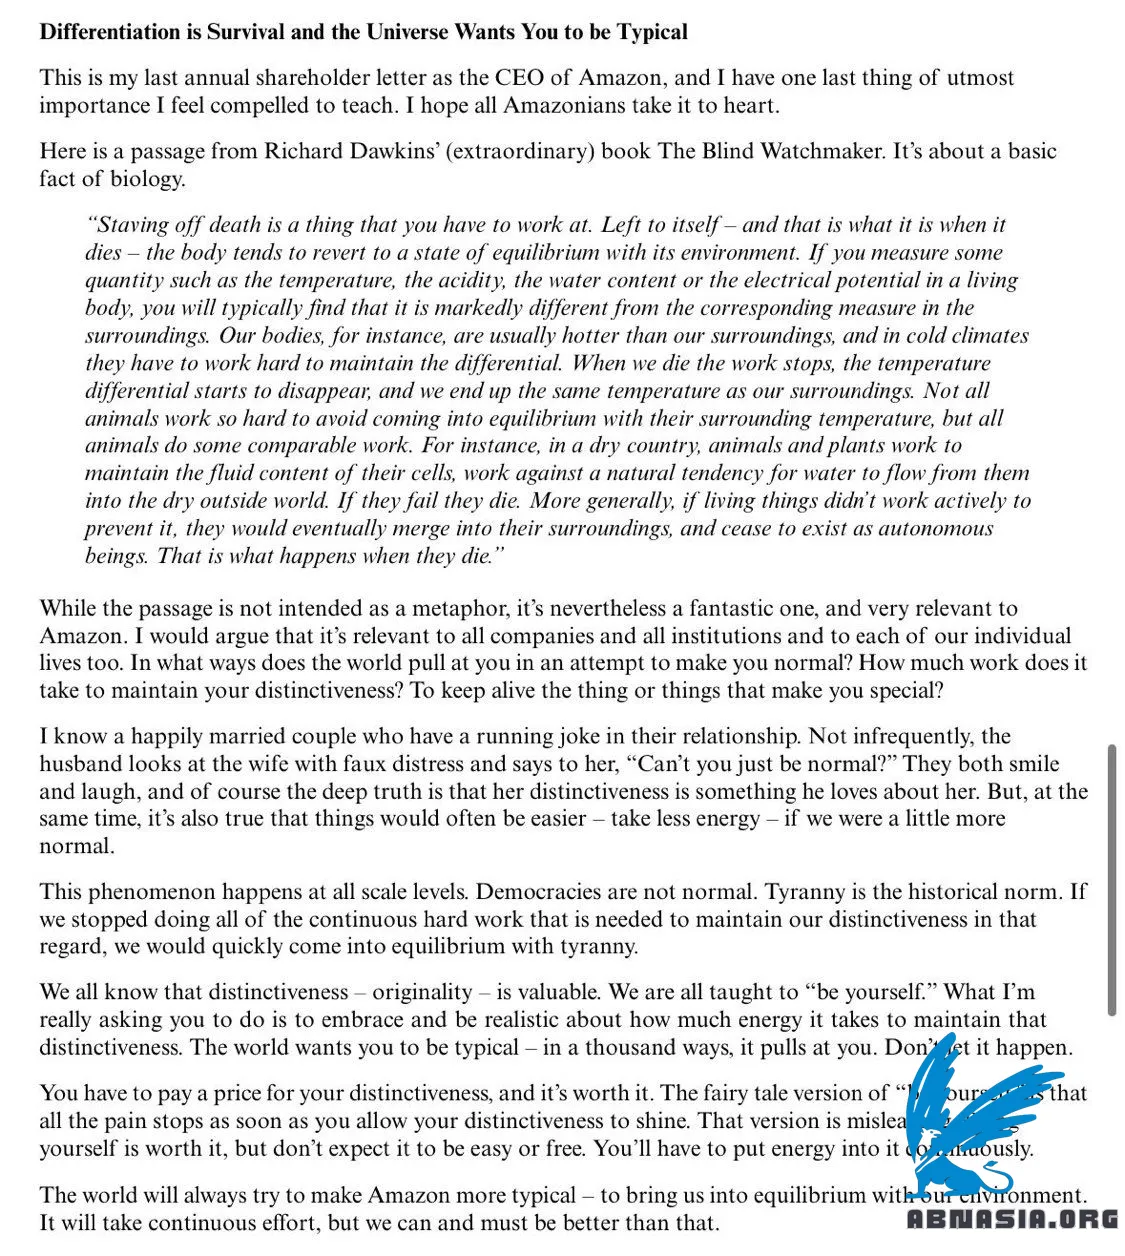 Differentiation is Survival and the Universe Wants You to be Typical
This is my last annual shareholder letter as the CEO of Amazon, and I have one last thing of utmost
importance I feel compelled to teach. I hope all Amazonians take it to heart.
Here is a passage from Richard Dawkins’ (extraordinary) book The Blind Watchmaker. It’s about a basic
fact of biology.
“Staving off death is a thing that you have to work at. Left to itself – and that is what it is when it
dies – the body tends to revert to a state of equilibrium with its environment. If you measure some
quantity such as the temperature, the acidity, the water content or the electrical potential in a living
body, you will typically find that it is markedly different from the corresponding measure in the
surroundings. Our bodies, for instance, are usually hotter than our surroundings, and in cold climates
they have to work hard to maintain the differential. When we die the work stops, the temperature
differential starts to disappear, and we end up the same temperature as our surroundings. Not all
animals work so hard to avoid coming into equilibrium with their surrounding temperature, but all
animals do some comparable work. For instance, in a dry country, animals and plants work to
maintain the fluid content of their cells, work against a natural tendency for water to flow from them
into the dry outside world. If they fail they die. More generally, if living things didn’t work actively to
prevent it, they would eventually merge into their surroundings, and cease to exist as autonomous
beings. That is what happens when they die.”
While the passage is not intended as a metaphor, it’s nevertheless a fantastic one, and very relevant to
Amazon. I would argue that it’s relevant to all companies and all institutions and to each of our individual
lives too. In what ways does the world pull at you in an attempt to make you normal? How much work does it
take to maintain your distinctiveness? To keep alive the thing or things that make you special?
I know a happily married couple who have a running joke in their relationship. Not infrequently, the
husband looks at the wife with faux distress and says to her, “Can’t you just be normal?” They both smile
and laugh, and of course the deep truth is that her distinctiveness is something he loves about her. But, at the
same time, it’s also true that things would often be easier – take less energy – if we were a little more
normal.
This phenomenon happens at all scale levels. Democracies are not normal. Tyranny is the historical norm. If
we stopped doing all of the continuous hard work that is needed to maintain our distinctiveness in that
regard, we would quickly come into equilibrium with tyranny.
We all know that distinctiveness – originality – is valuable. We are all taught to “be yourself.” What I’m
really asking you to do is to embrace and be realistic about how much energy it takes to maintain that
distinctiveness. The world wants you to be typical – in a thousand ways, it pulls at you. Don’t let it happen.
You have to pay a price for your distinctiveness, and it’s worth it. The fairy tale version of that
all the pain stops as soon as you allow your distinctiveness to shine. That version is
yourself is worth it, but don’t expect it to be easy or free. You’ll have to put energy into it continuously.
The world will always try to make Amazon more typical – to bring us into equilibrium with our environment.
It will take continuous effort, but we can and must be better than that.
ABNASIA.ORG